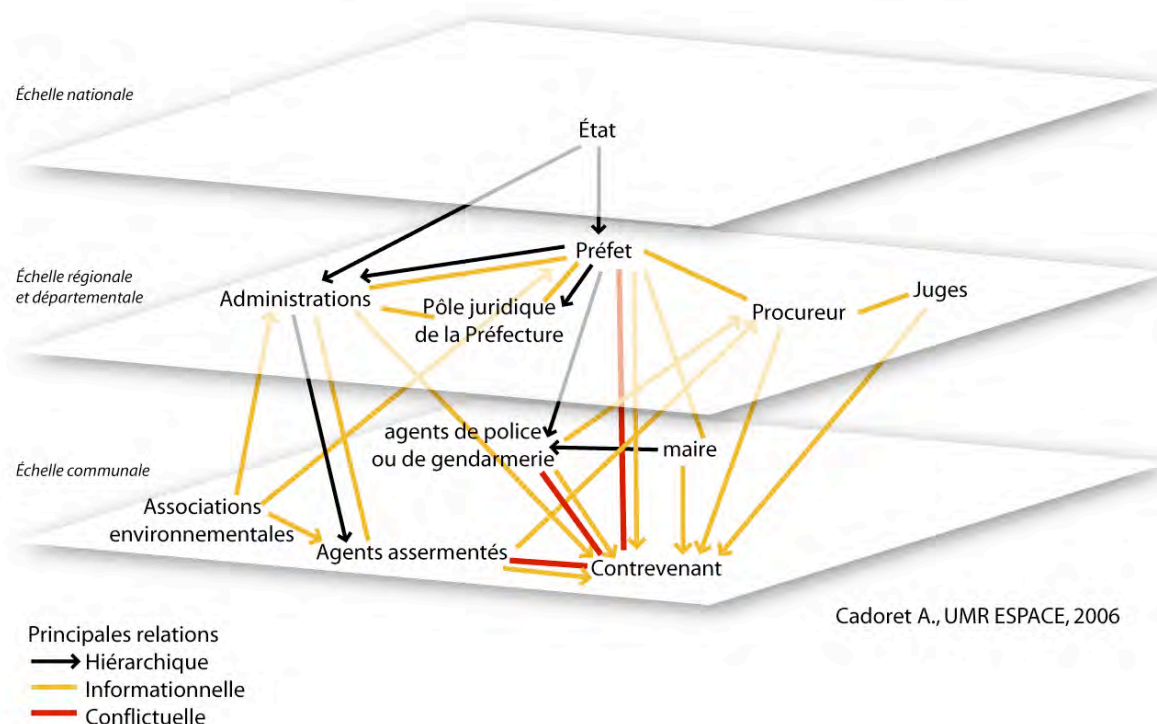 Échelle nationale
État
Échelle régionale
et départementale
Préfet
Administrations
Pôle juridique
de la Préfecture
Procureur
Juges
Échelle communale
agents de police
ou de gendarmerie
maire
Associations
environnementales
Agents assermentés
Contrevenant
Cadoret A., UMR ESPACE, 2006
Principales relations
Hiérarchique
Informationnelle
Conflictuelle